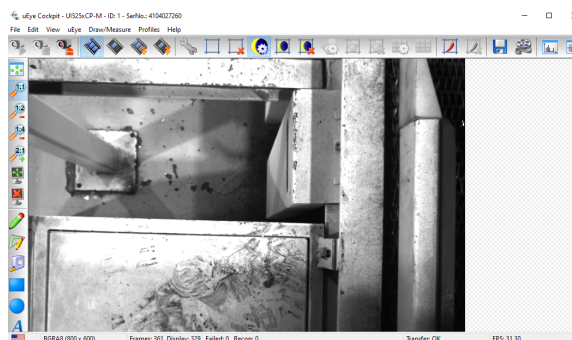 uEye Cockpit - UI525xCP-M - ID: 1 - SerNo.: 4104027260
File Edit View uEye Draw/Measure Profiles Help
1:1
1:2
1:4
2:1
A
BGRA8 (800 x 600) Frames: 361 Display: 329 Failed: 0 Recon: 0 Transfer: OK FPS: 31.30